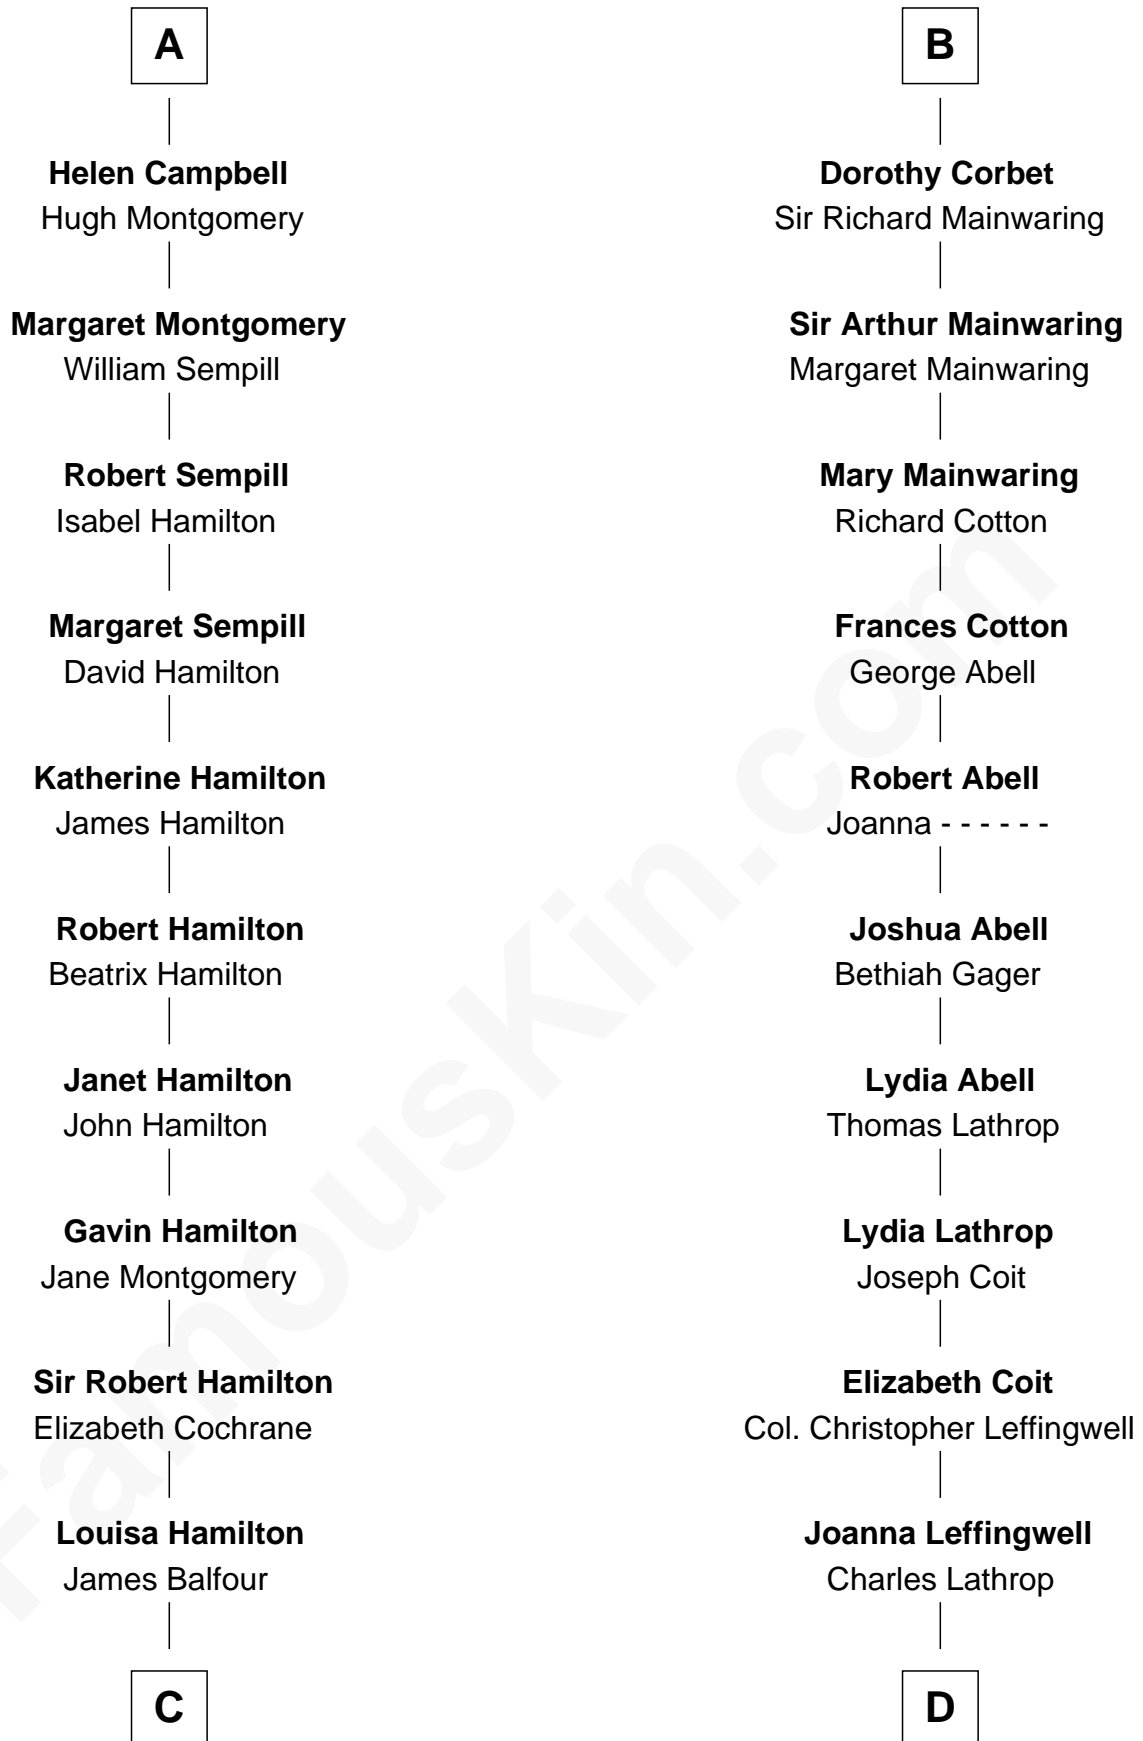 A
Helen Campbell
Hugh Montgomery
Margaret Montgomery
William Sempill
Robert Sempill
Isabel Hamilton
Margaret Sempill
David Hamilton
Katherine Hamilton
James Hamilton
Robert Hamilton
Beatrix Hamilton
Janet Hamilton
John Hamilton
Gavin Hamilton
Jane Montgomery
Sir Robert Hamilton
Elizabeth Cochrane
Louisa Hamilton
James Balfour
C
B
Dorothy Corbet
Sir Richard Mainwaring
Sir Arthur Mainwaring
Margaret Mainwaring
Mary Mainwaring
Richard Cotton
Frances Cotton
George Abell
Robert Abell
Joanna - - - - - -
Joshua Abell
Bethiah Gager
Lydia Abell
Thomas Lathrop
Lydia Lathrop
Joseph Coit
Elizabeth Coit
Col. Christopher Leffingwell
Joanna Leffingwell
Charles Lathrop
D
FamousKin.com